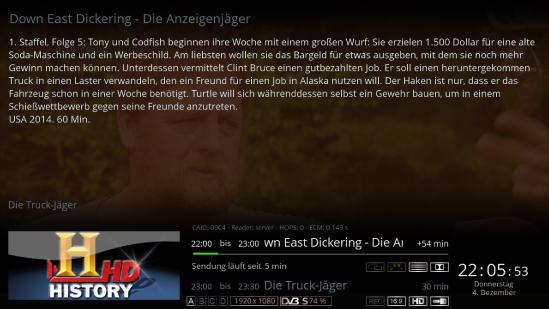 Down East Dickering - Die Anzeigenjäger
1. Staffel, Folge 5: Tony und Codfish beginnen ihre Woche mit einem großen Wurf: Sie erzielen 1.500 Dollar für eine alte
Soda-Maschine und ein Werbeschild. Am liebsten wollen sie das Bargeld für etwas ausgeben, mit dem sie noch mehr
Gewinn machen können. Unterdessen vermittelt Clint Bruce einen gutbezahlten Job. Er soll einen heruntergekommen
Truck in einen Laster verwandeln, den ein Freund für einen Job in Alaska nutzen will. Der Haken ist nur, dass er das
Fahrzeug schon in einer Woche benötigt. Turtle will sich währenddessen selbst ein Gewehr bauen, um in einem
Schießwettbewerb gegen seine Freunde anzutreten.
USA 2014. 60 Min.
Die Truck-Jäger
CAID: 09C4 - Reader: server - HOPS: 0 - ECM: 0.149 s
22:00 bis 23:00 wn East Dickering - Die Ar +54 min
Sendung läuft seit 5 min
23:00 bis 23:30 Die Truck-Jäger 30 min
A B C D 1920 x 1080 DVB S 74 % REC 16:9 HD
22:05:53
Donnerstag
4. Dezember
H HD
HISTORY